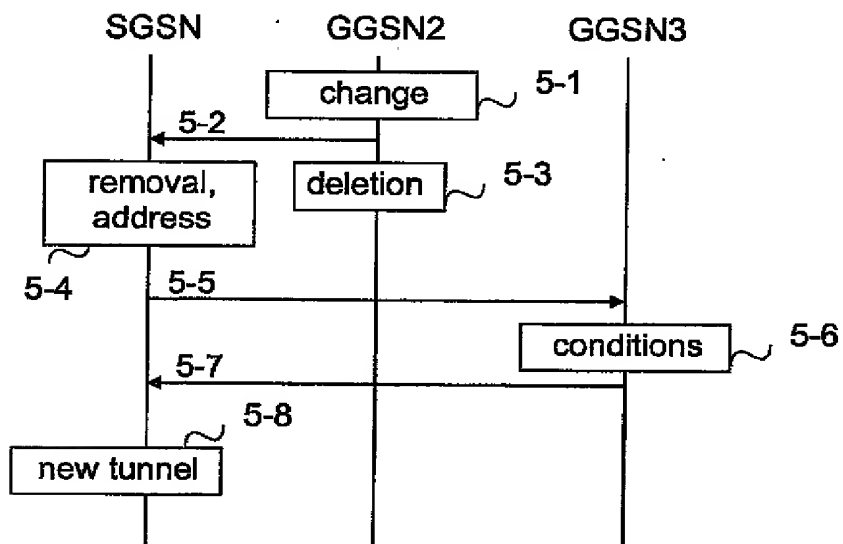 SGSN GGSN2 GGSN3
change
5-1
5-2
removal,
address
deletion
5-3
5-4
5-5
conditions
5-6
5-7
5-8
new tunnel